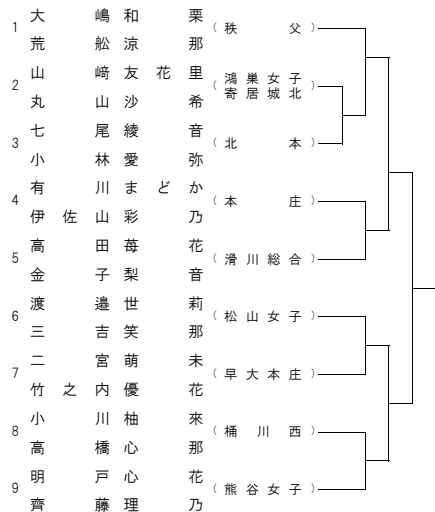 1 大嶋和栗 (秩父)
荒舩涼那
2 山﨑友花里 (鴻巣女子
丸山沙希 寄居城北)
3 七尾綾音 (北本)
小林愛弥
4 有川まどか (本庄)
伊佐山彩乃
5 高田苺花 (滑川総合)
金子梨音
6 渡邉世莉 (松山女子)
三吉笑那
7 二宮萌未 (早大本庄)
竹之内優花
8 小川柚來 (桶川西)
高橋心那
9 明戸心花 (熊谷女子)
齊藤理乃